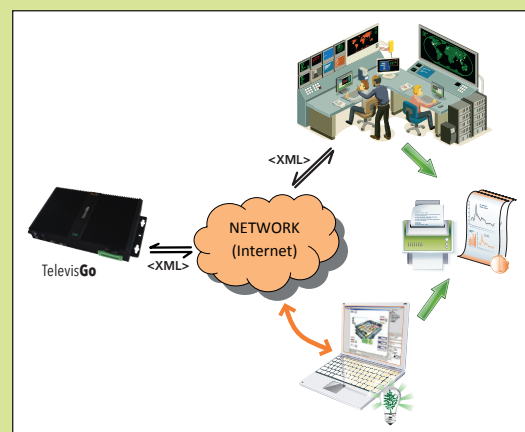 <XML>
NETWORK
(Internet)
<XML>
TelevisGo